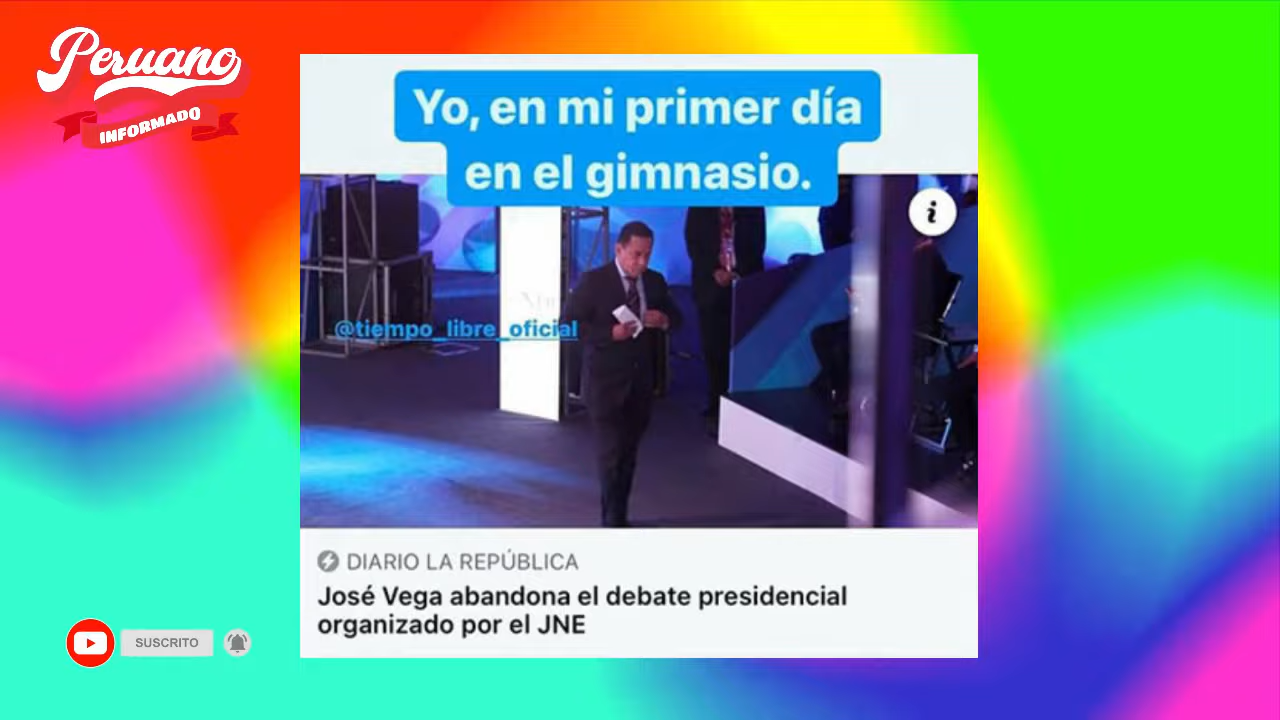 Peruano
INFORMADO
Yo, en mi primer día
en el gimnasio.
i
@tiempo_libre_oficial
DIARIO LA REPÚBLICA
José Vega abandona el debate presidencial
organizado por el JNE
SUSCRITO